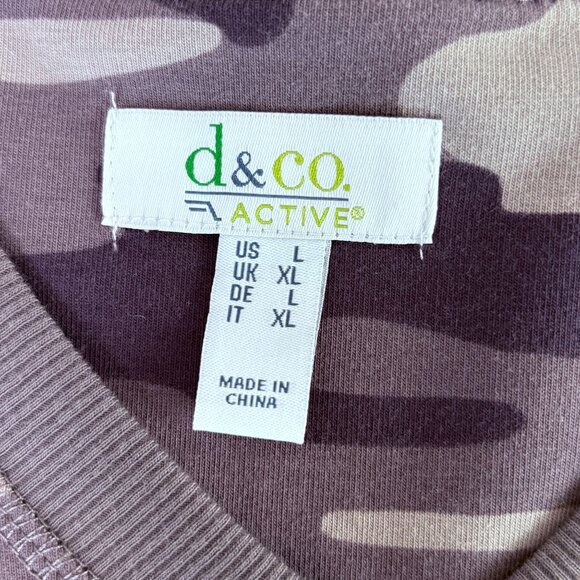 d&co.
ACTIVE®
US L
UK XL
DE L
IT XL
MADE IN
CHINA